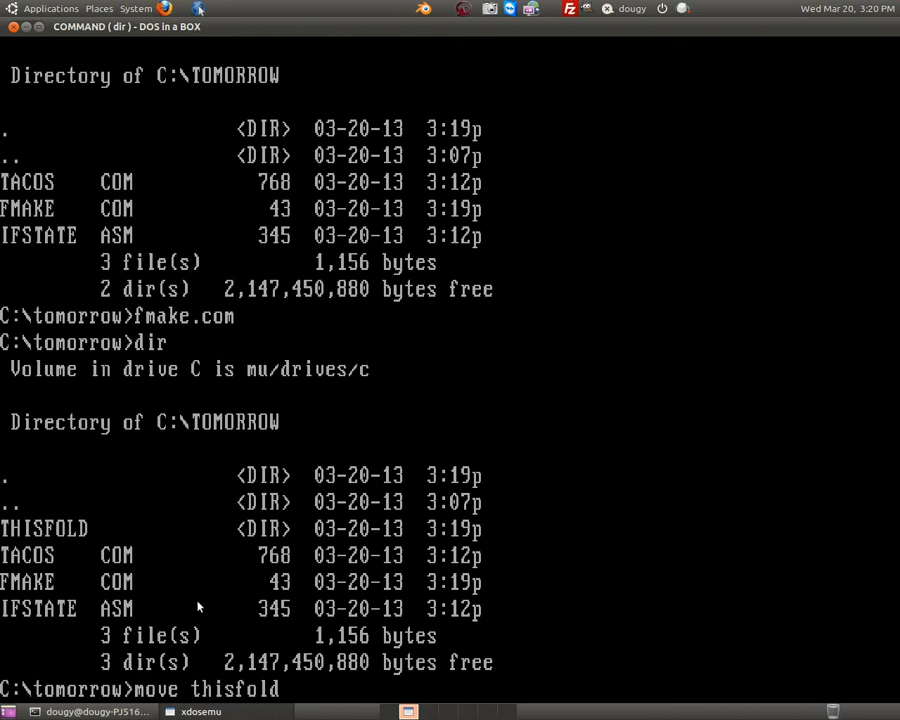 Applications Places System dougy Wed Mar 20, 3:20 PM
COMMAND ( dir ) - DOS in a BOX
Directory of C:\TOMORROW
. <DIR> 03-20-13 3:19p
.. <DIR> 03-20-13 3:07p
TACOS COM 768 03-20-13 3:12p
FMAKE COM 43 03-20-13 3:19p
IFSTATE ASM 345 03-20-13 3:12p
3 file(s) 1,156 bytes
2 dir(s) 2,147,450,880 bytes free
C:\tomorrow>fmake.com
C:\tomorrow>dir
Volume in drive C is mu/drives/c
Directory of C:\TOMORROW
. <DIR> 03-20-13 3:19p
.. <DIR> 03-20-13 3:07p
THISFOLD <DIR> 03-20-13 3:19p
TACOS COM 768 03-20-13 3:12p
FMAKE COM 43 03-20-13 3:19p
IFSTATE ASM 345 03-20-13 3:12p
3 file(s) 1,156 bytes
3 dir(s) 2,147,450,880 bytes free
C:\tomorrow>move thisfold
dougy@dougy-PJ516... xdosemu